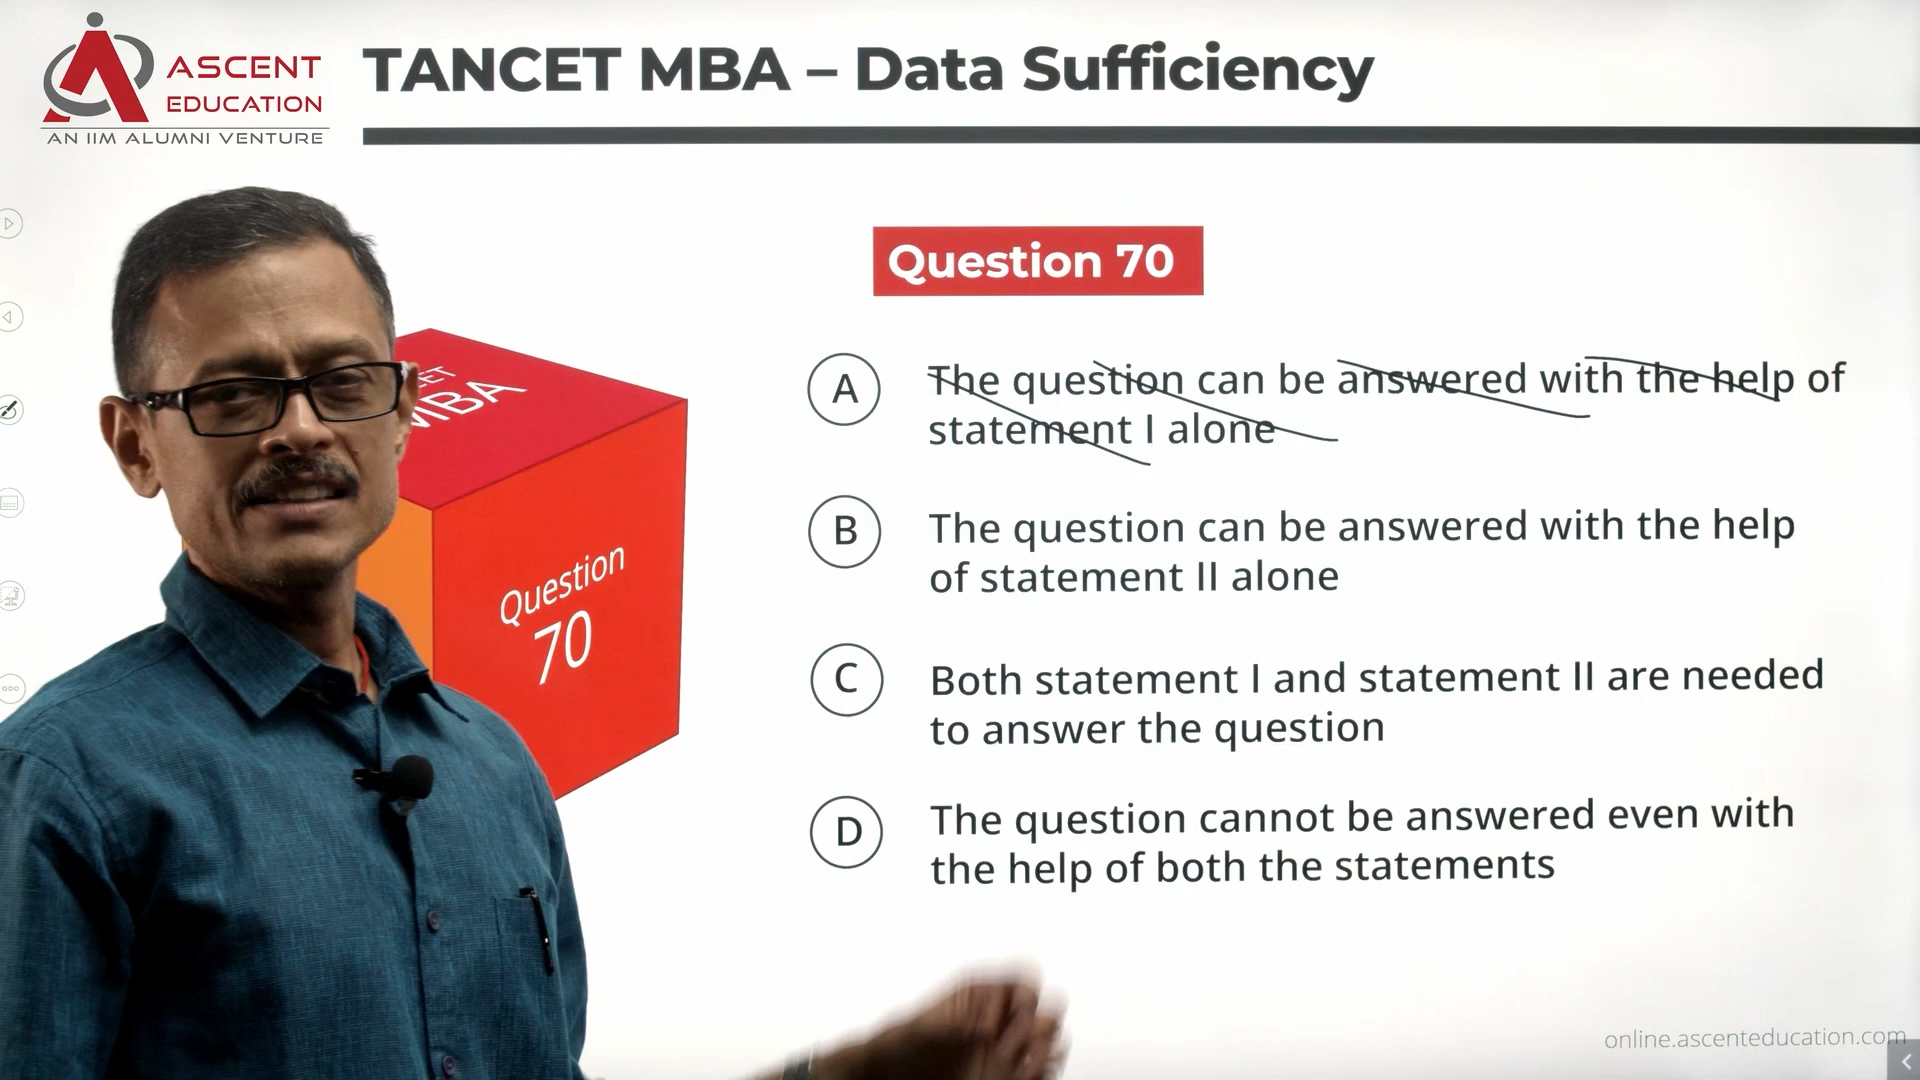 ASCENT
EDUCATION
AN IIM ALUMNI VENTURE
TANCET MBA – Data Sufficiency
Question 70
MBA
Question
70
A
The question can be answered with the help of
statement I alone
B
The question can be answered with the help
of statement II alone
C
Both statement I and statement II are needed
to answer the question
D
The question cannot be answered even with
the help of both the statements
online.ascenteducation.com